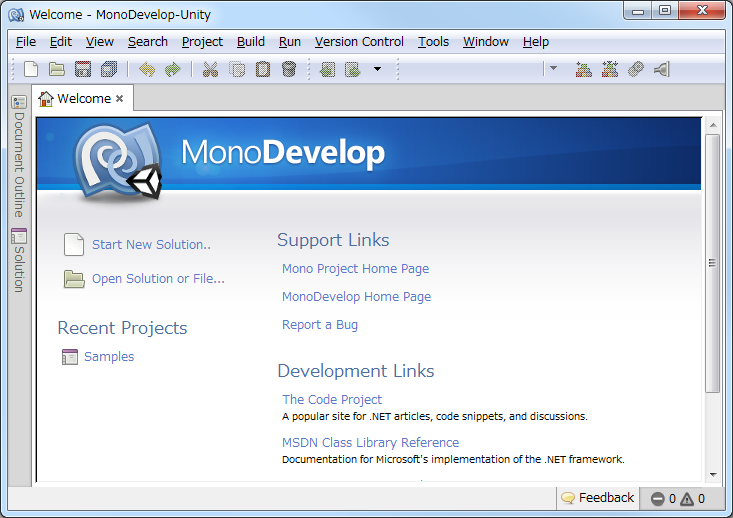 Welcome - MonoDevelop-Unity
File Edit View Search Project Build Run Version Control Tools Window Help
Welcome
Document Outline
Solution
MonoDevelop
Start New Solution..
Open Solution or File...
Recent Projects
Samples
Support Links
Mono Project Home Page
MonoDevelop Home Page
Report a Bug
Development Links
The Code Project
A popular site for .NET articles, code snippets, and discussions.
MSDN Class Library Reference
Documentation for Microsoft's implementation of the .NET framework.
Feedback 0 0